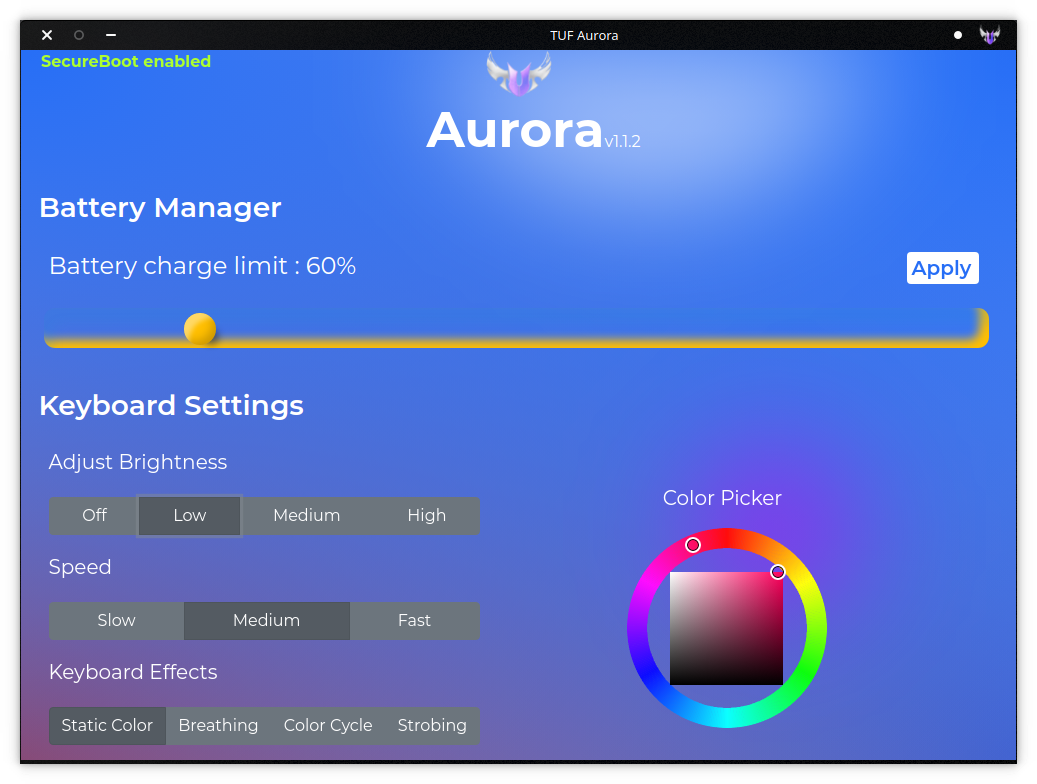 TUF Aurora
SecureBoot enabled
Aurora v1.1.2
Battery Manager
Battery charge limit : 60%
Apply
Keyboard Settings
Adjust Brightness
Off Low Medium High
Color Picker
Speed
Slow Medium Fast
Keyboard Effects
Static Color Breathing Color Cycle Strobing